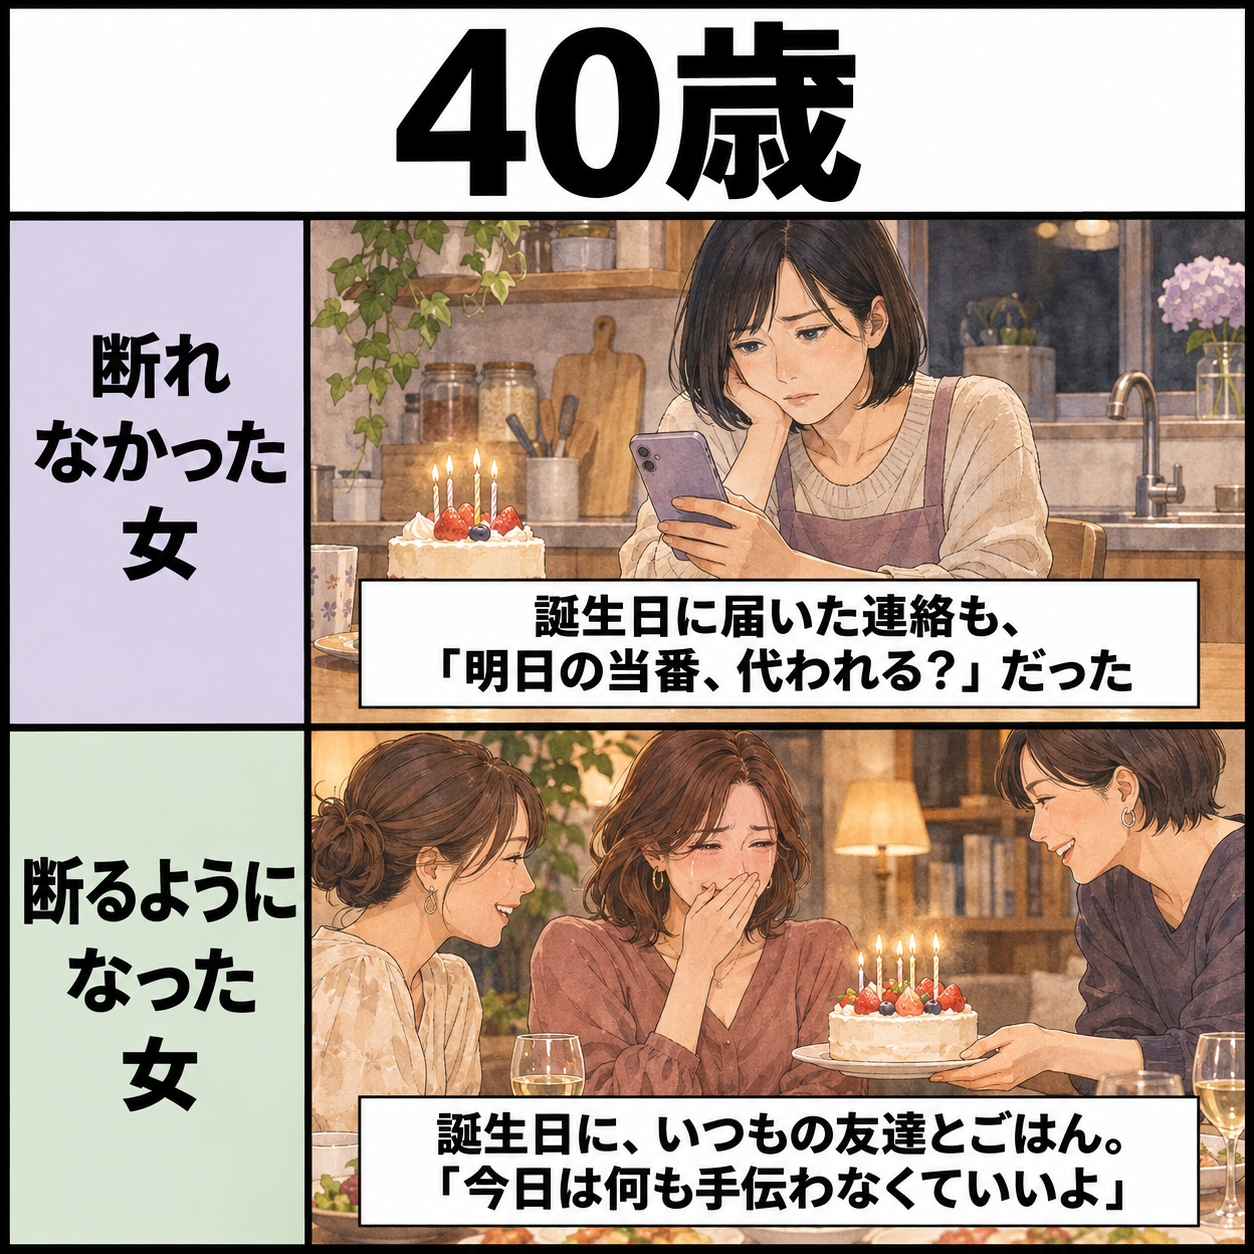 40歳
断れ
なかった
女
誕生日に届いた連絡も、
「明日の当番、代われる?」だった
断るように
なった
女
誕生日に、いつもの友達とごはん。
「今日は何も手伝わなくていいよ」